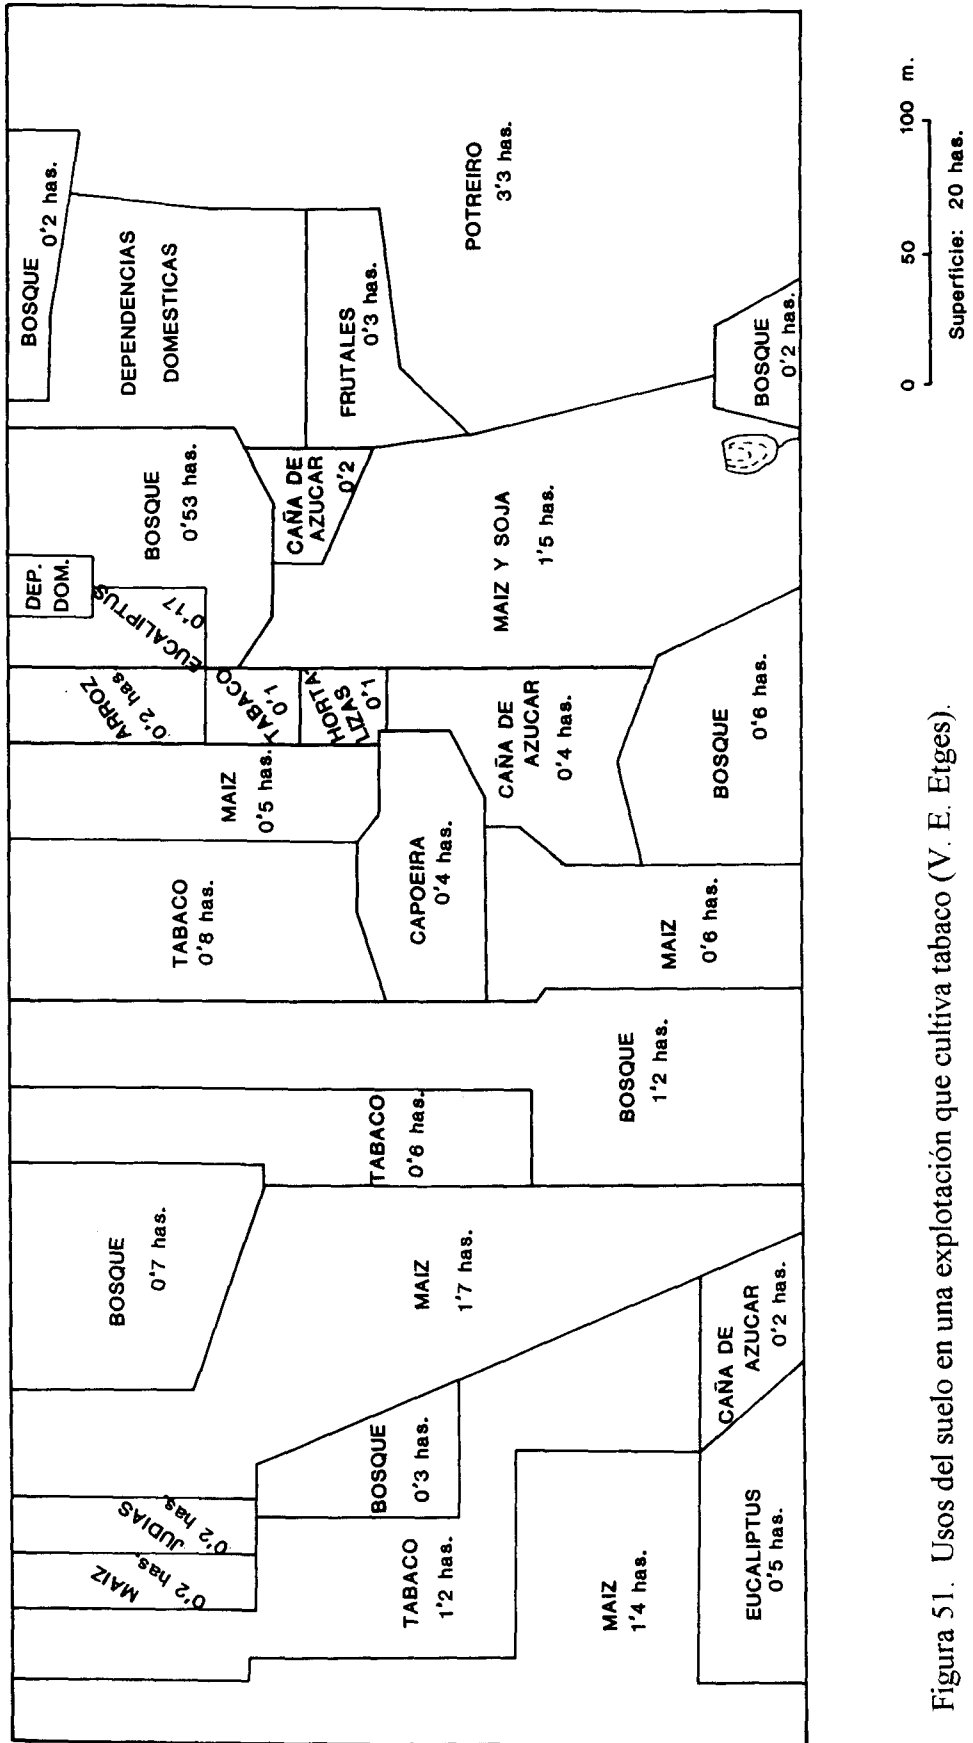 BOSQUE
0'2 has.
DEPENDENCIAS
DOMESTICAS
FRUTALES
0'3 has.
POTREIRO
3'3 has.
BOSQUE
0'2 has.
BOSQUE
0'53 has.
DEP.
DOM.
EUCALIPTUS
0'17
CAÑA DE
AZUCAR
0'2
MAIZ Y SOJA
1'5 has.
ARROZ
0'2 has.
TABACO
0'1
HORTA.
LIZAS
0'1
CAÑA DE
AZUCAR
0'4 has.
BOSQUE
0'6 has.
MAIZ
0'5 has.
TABACO
0'8 has.
CAPOEIRA
0'4 has.
MAIZ
0'6 has.
BOSQUE
1'2 has.
TABACO
0'6 has.
BOSQUE
0'7 has.
MAIZ
1'7 has.
CAÑA DE
AZUCAR
0'2 has.
BOSQUE
0'3 has.
JUDIAS
0'2 has.
MAIZ
0'2 has.
TABACO
1'2 has.
MAIZ
1'4 has.
EUCALIPTUS
0'5 has.
0 50 100 m.
Superficie: 20 has.
Figura 51. Usos del suelo en una explotación que cultiva tabaco (V. E. Etges).